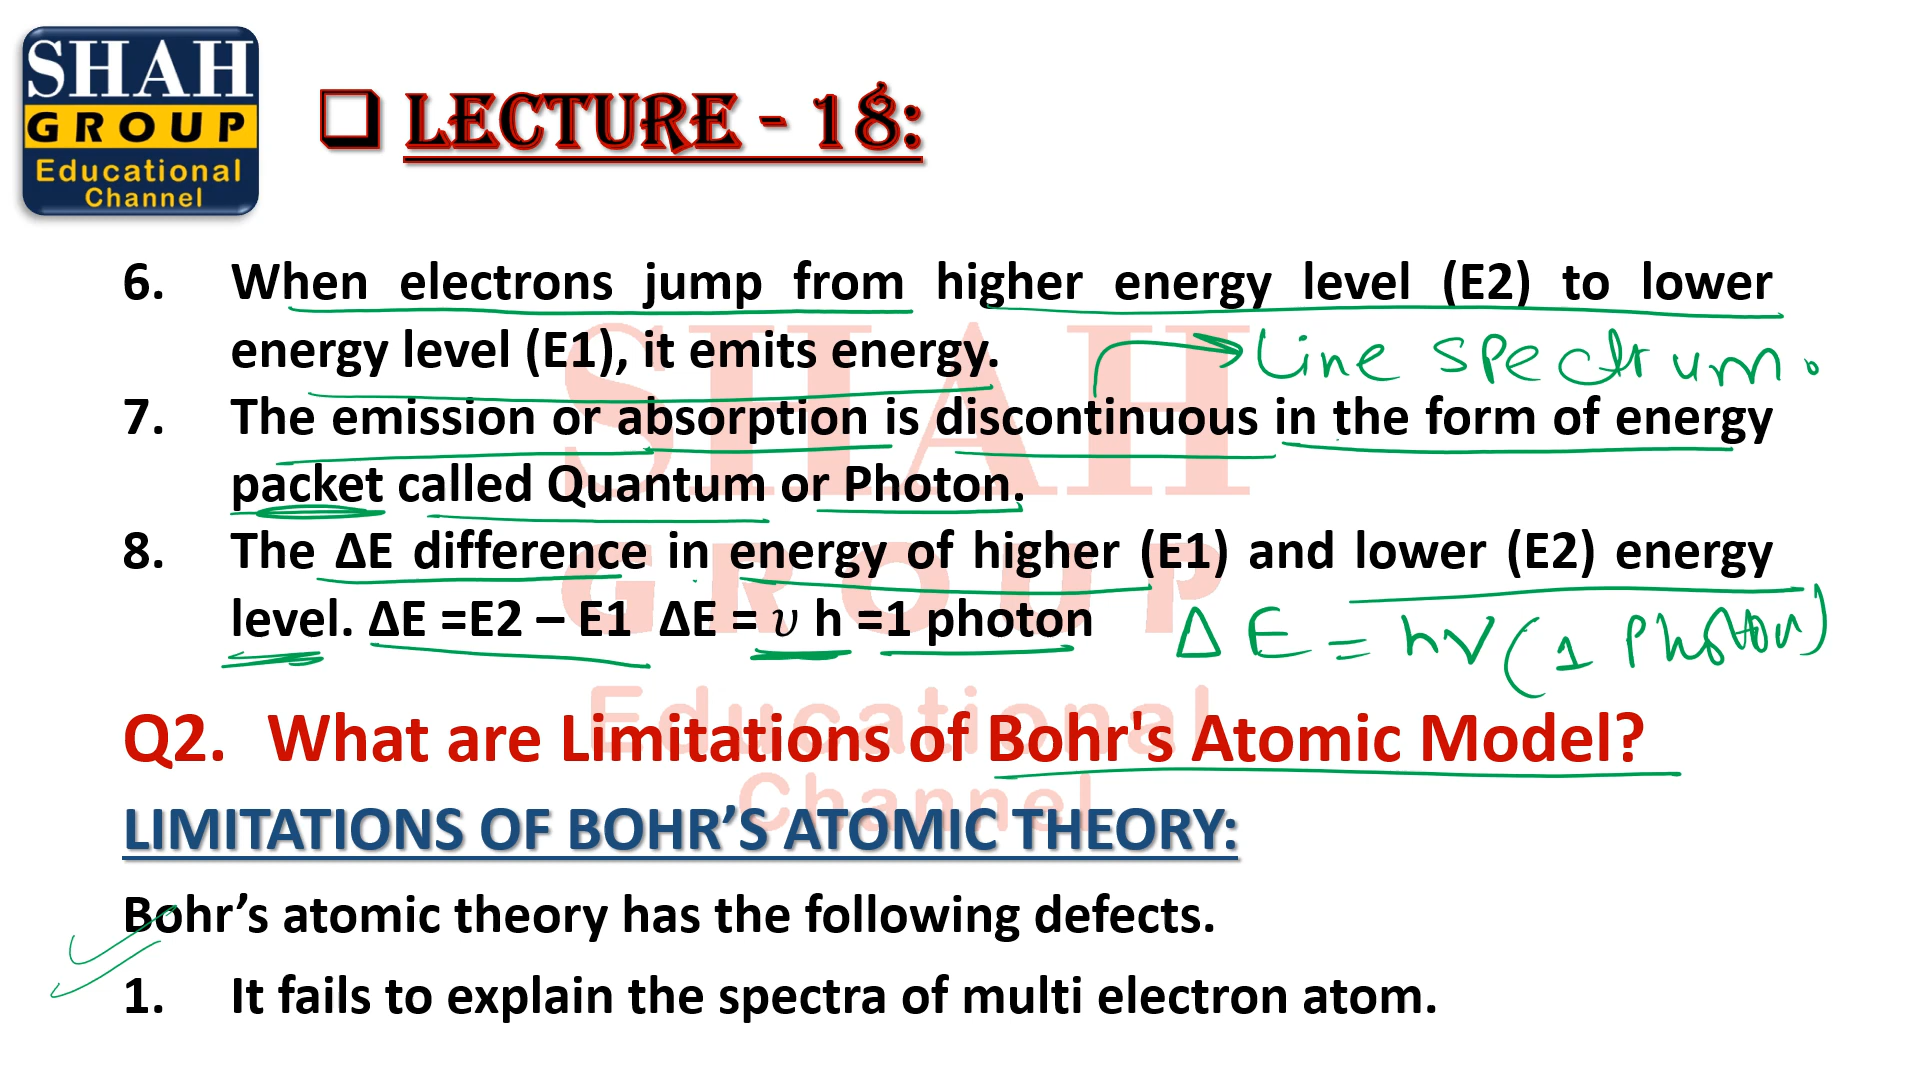 SHAH
GROUP
Educational
Channel
❑ LECTURE - 18:
6. When electrons jump from higher energy level (E2) to lower
energy level (E1), it emits energy.
Line spectrum.
7. The emission or absorption is discontinuous in the form of energy
packet called Quantum or Photon.
8. The ΔE difference in energy of higher (E1) and lower (E2) energy
level. ΔE =E2 – E1 ΔE = υ h =1 photon
Δ E = hν (1 Photon)
Q2. What are Limitations of Bohr's Atomic Model?
LIMITATIONS OF BOHR’S ATOMIC THEORY:
Bohr’s atomic theory has the following defects.
1. It fails to explain the spectra of multi electron atom.
SHAH
GROUP
Educational
Channel